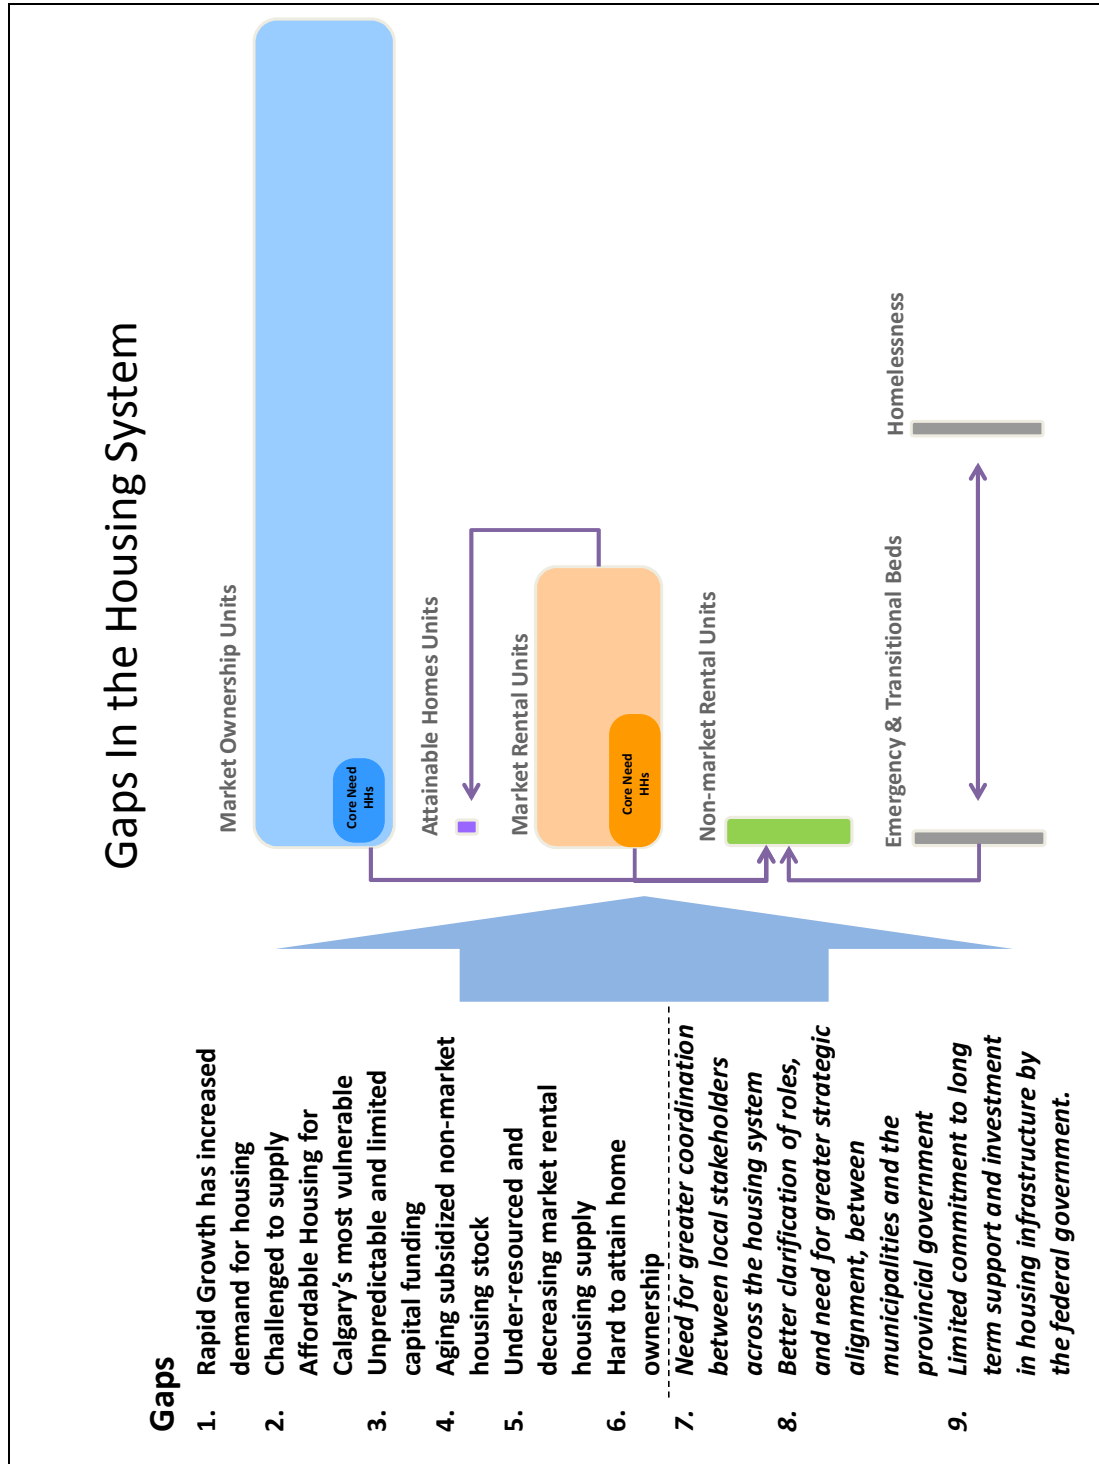 Gaps In the Housing System
Gaps
1. Rapid Growth has increased
demand for housing
2. Challenged to supply
Affordable Housing for
Calgary’s most vulnerable
3. Unpredictable and limited
capital funding
4. Aging subsidized non-market
housing stock
5. Under-resourced and
decreasing market rental
housing supply
6. Hard to attain home
ownership
7. Need for greater coordination
between local stakeholders
across the housing system
8. Better clarification of roles,
and need for greater strategic
alignment, between
municipalities and the
provincial government
9. Limited commitment to long
term support and investment
in housing infrastructure by
the federal government.
Market Ownership Units
Core Need
HHs
Attainable Homes Units
Market Rental Units
Core Need
HHs
Non-market Rental Units
Emergency & Transitional Beds
Homelessness